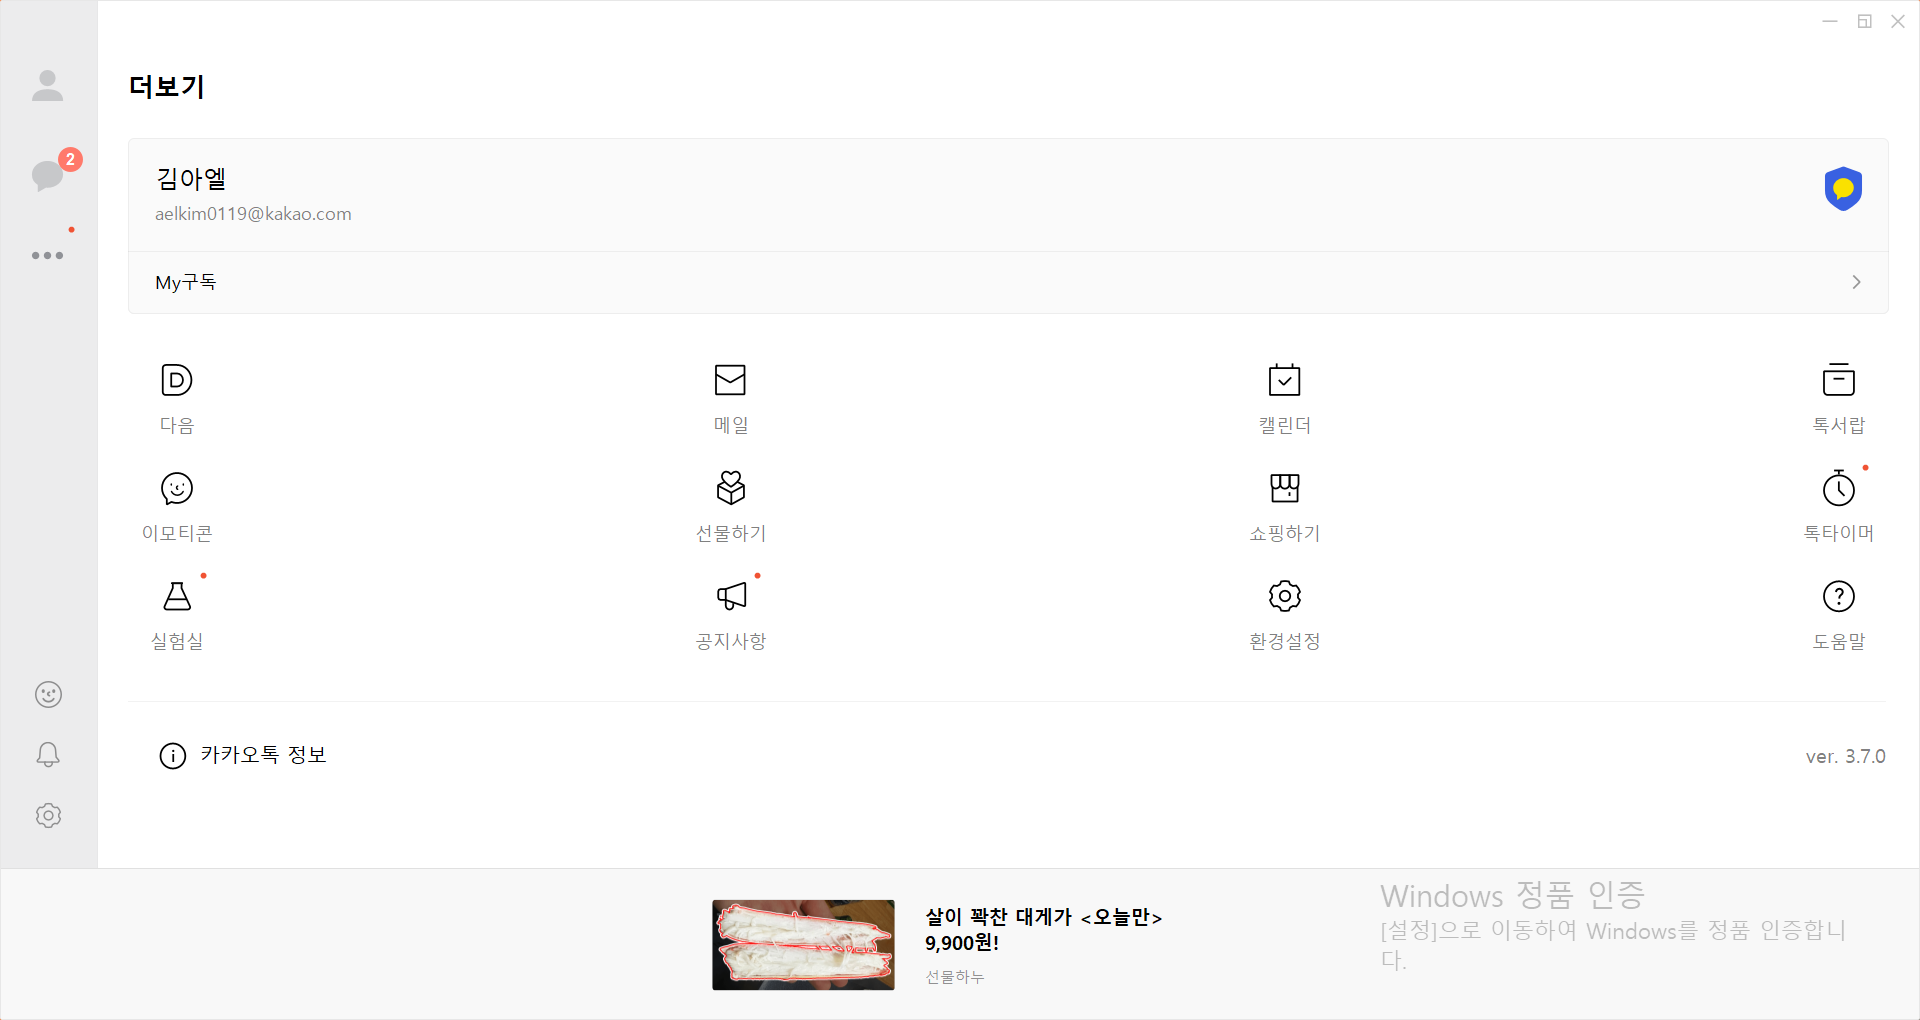 더보기
2
김아엘
aelkim0119@kakao.com
My구독
다음
메일
캘린더
톡서랍
이모티콘
선물하기
쇼핑하기
톡타이머
실험실
공지사항
환경설정
도움말
카카오톡 정보
ver. 3.7.0
살이 꽉찬 대게가 <오늘만>
9,900원!
선물하누
Windows 정품 인증
[설정]으로 이동하여 Windows를 정품 인증합니
다.